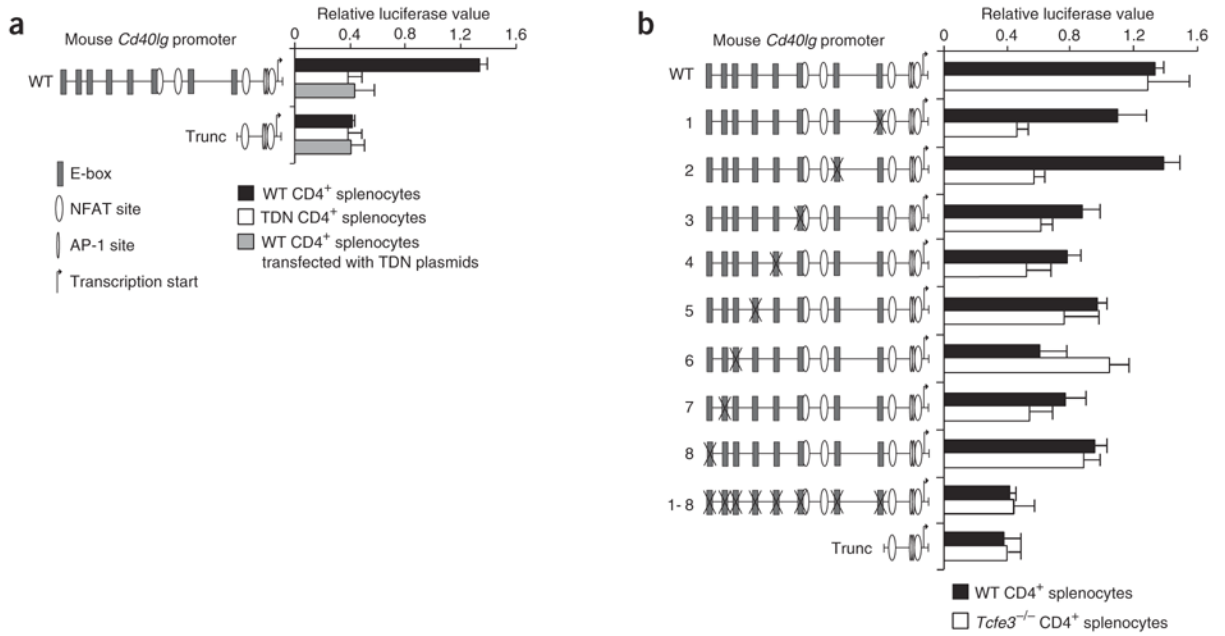 a
Relative luciferase value
Mouse Cd40lg promoter
0 0.4 0.8 1.2 1.6
WT
Trunc
E-box
NFAT site
AP-1 site
Transcription start
WT CD4+ splenocytes
TDN CD4+ splenocytes
WT CD4+ splenocytes
transfected with TDN plasmids
b
Relative luciferase value
Mouse Cd40lg promoter
0 0.4 0.8 1.2 1.6
WT
1
2
3
4
5
6
7
8
1-8
Trunc
WT CD4+ splenocytes
Tcfe3−/− CD4+ splenocytes